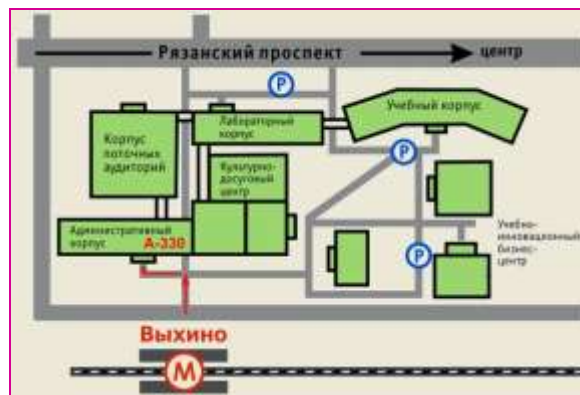 Рязанский проспект
центр
P
Учебный корпус
Лабораторный
корпус
Корпус
поточных
аудиторий
P
Культурно-
досуговый
центр
Административный
корпус
А-330
Учебно-
инновационный
бизнес-
центр
P
Выхино
М